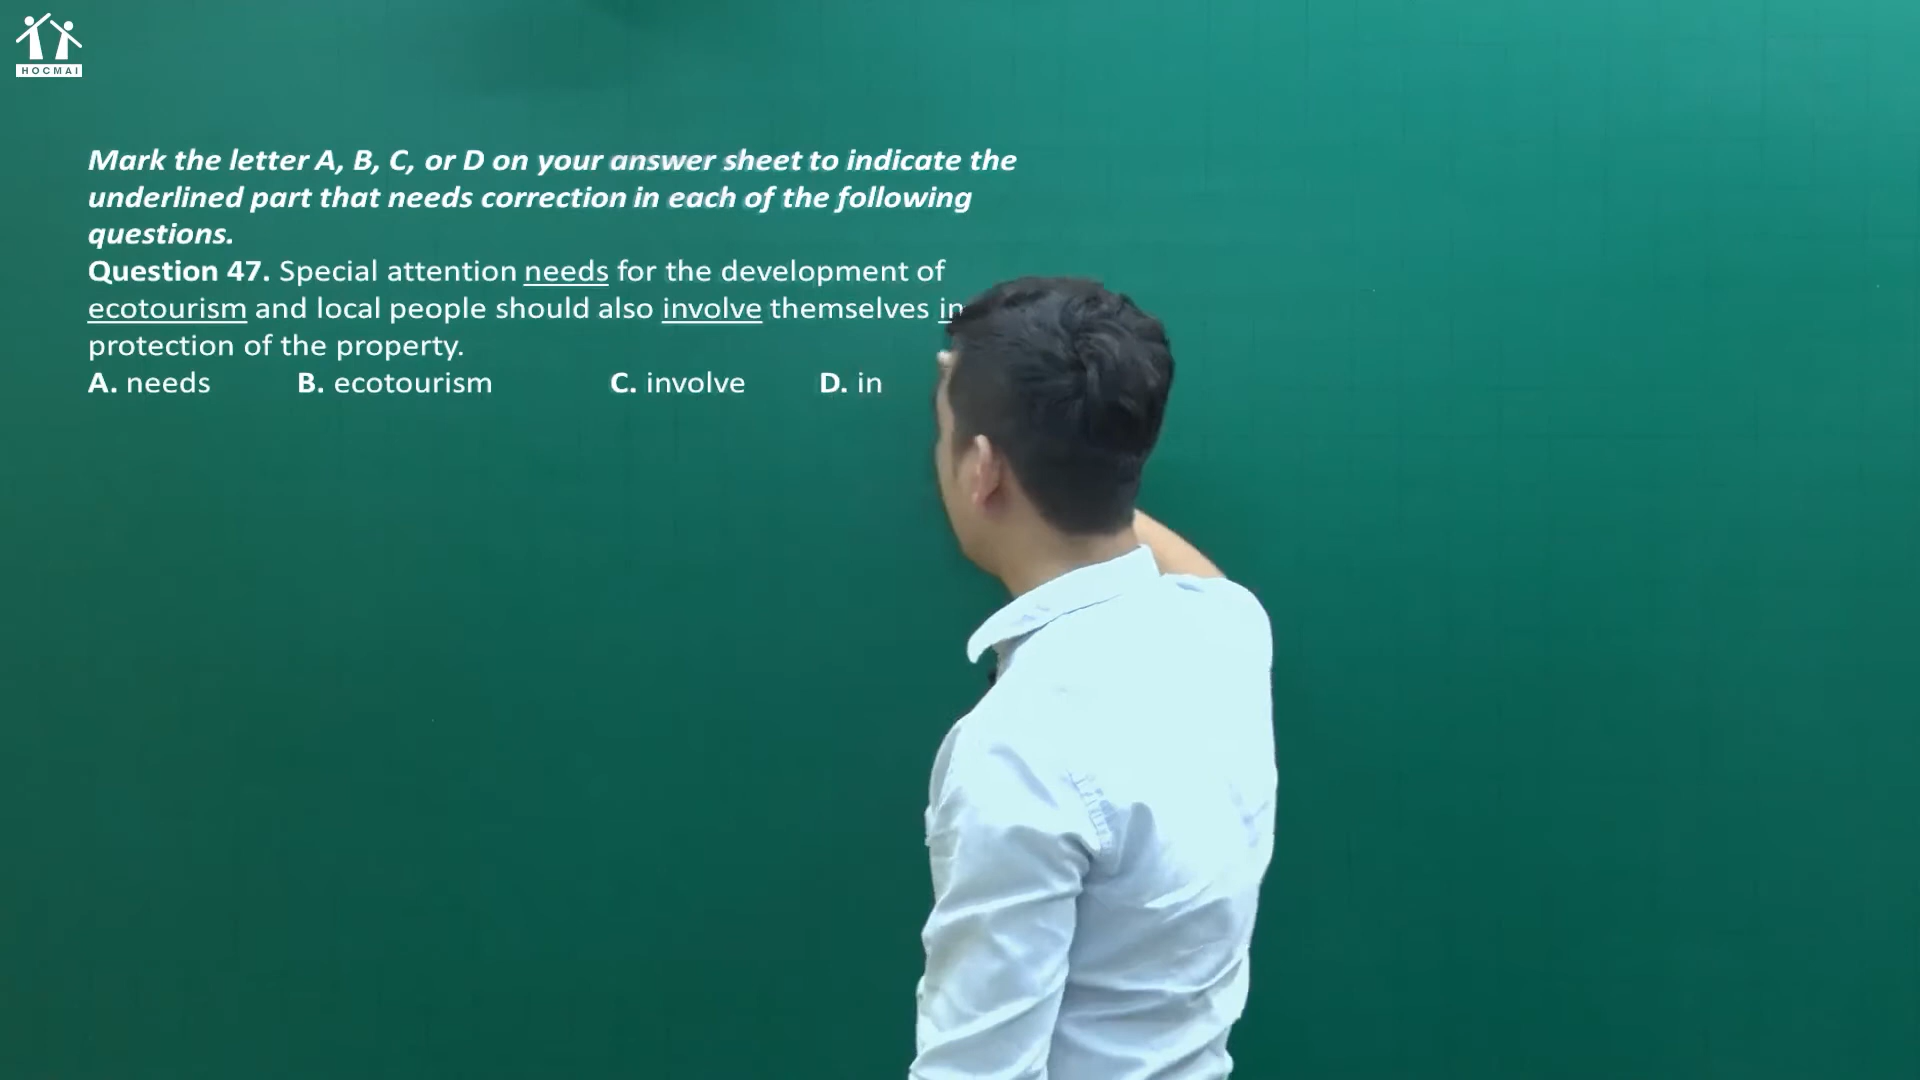 HOCMAI
Mark the letter A, B, C, or D on your answer sheet to indicate the
underlined part that needs correction in each of the following
questions.
Question 47. Special attention needs for the development of
ecotourism and local people should also involve themselves in
protection of the property.
A. needs B. ecotourism C. involve D. in